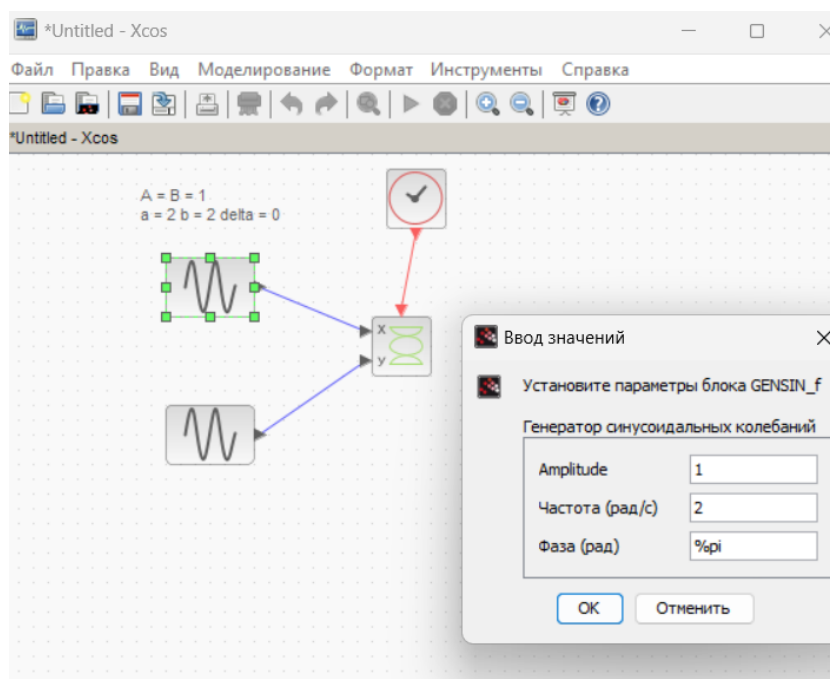 *Untitled - Xcos
Файл Правка Вид Моделирование Формат Инструменты Справка
*Untitled - Xcos
A = B = 1
a = 2 b = 2 delta = 0
x
y
Ввод значений
Установите параметры блока GENSIN_f
Генератор синусоидальных колебаний
Amplitude 1
Частота (рад/с) 2
Фаза (рад) %pi
OK Отменить